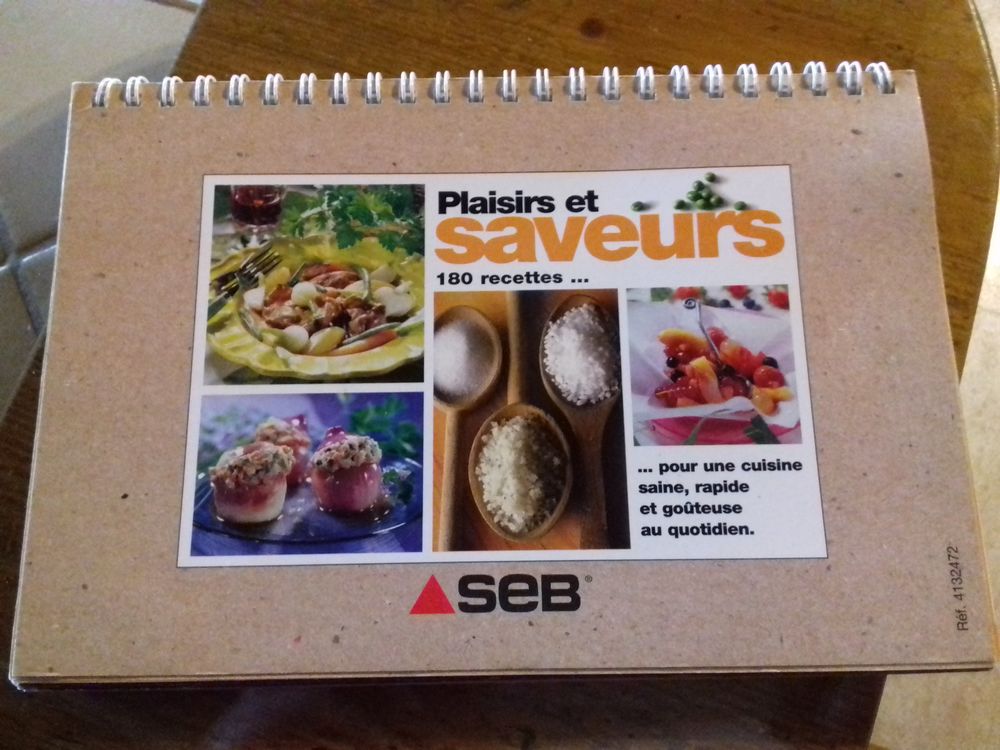 Plaisirs et
saveurs
180 recettes ...
... pour une cuisine
saine, rapide
et goûteuse
au quotidien.
SEB®
Réf. 4132472